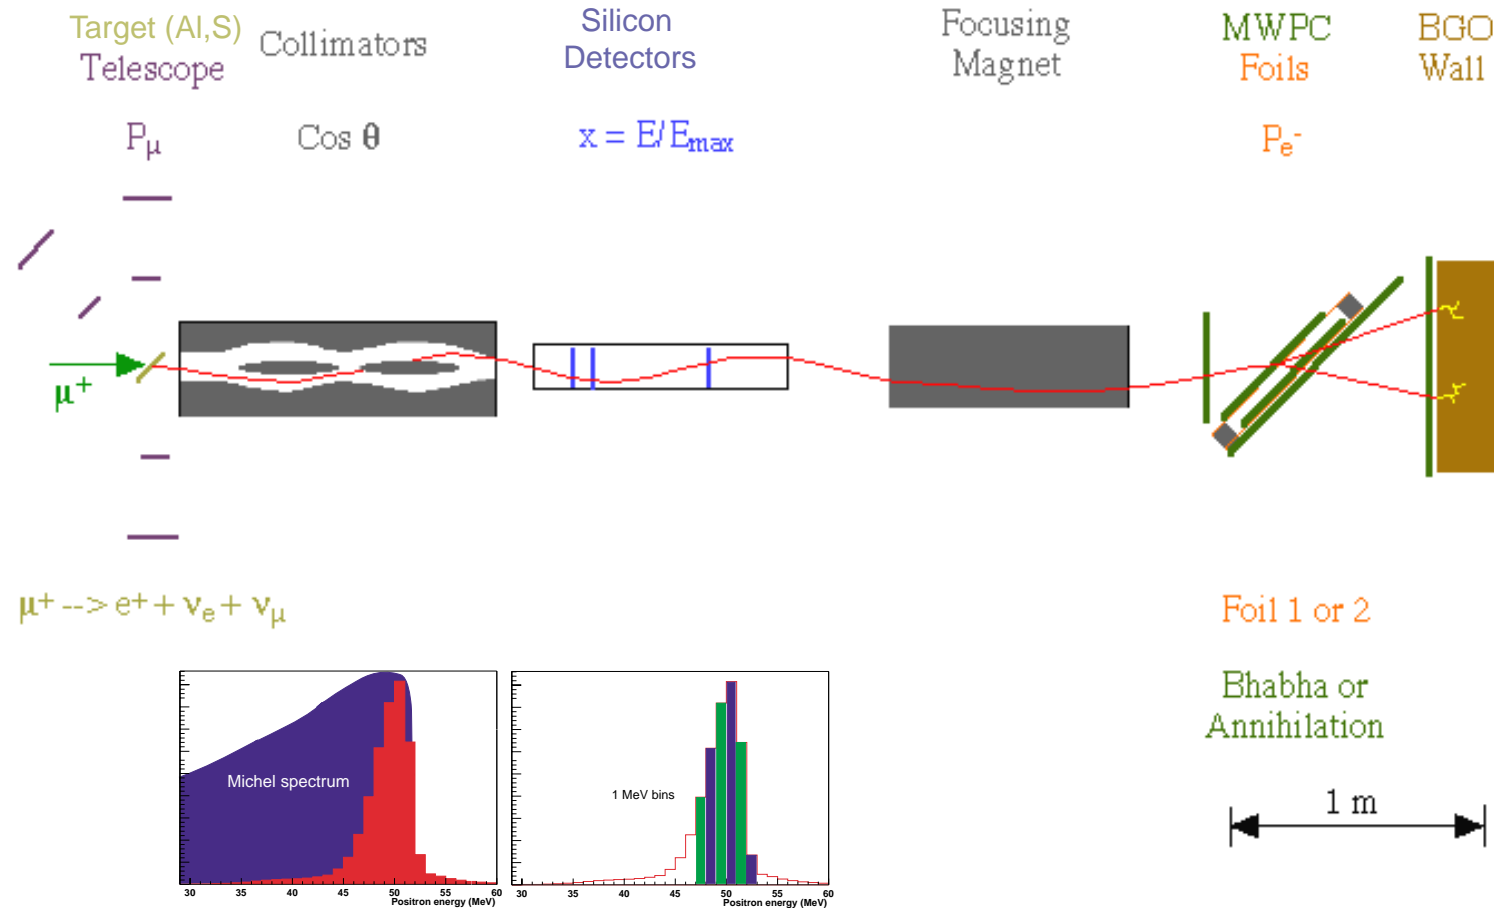 Target (Al,S)
Telescope
Collimators
Silicon
Detectors
Focusing
Magnet
MWPC
Foils
BGO
Wall
Pμ
Cos θ
x = E/Emax
Pe-
μ+
μ+ --> e+ + νe + νμ
Foil 1 or 2
Bhabha or
Annihilation
1 m
Michel spectrum
30 35 40 45 50 55 60
Positron energy (MeV)
1 MeV bins
30 35 40 45 50 55 60
Positron energy (MeV)